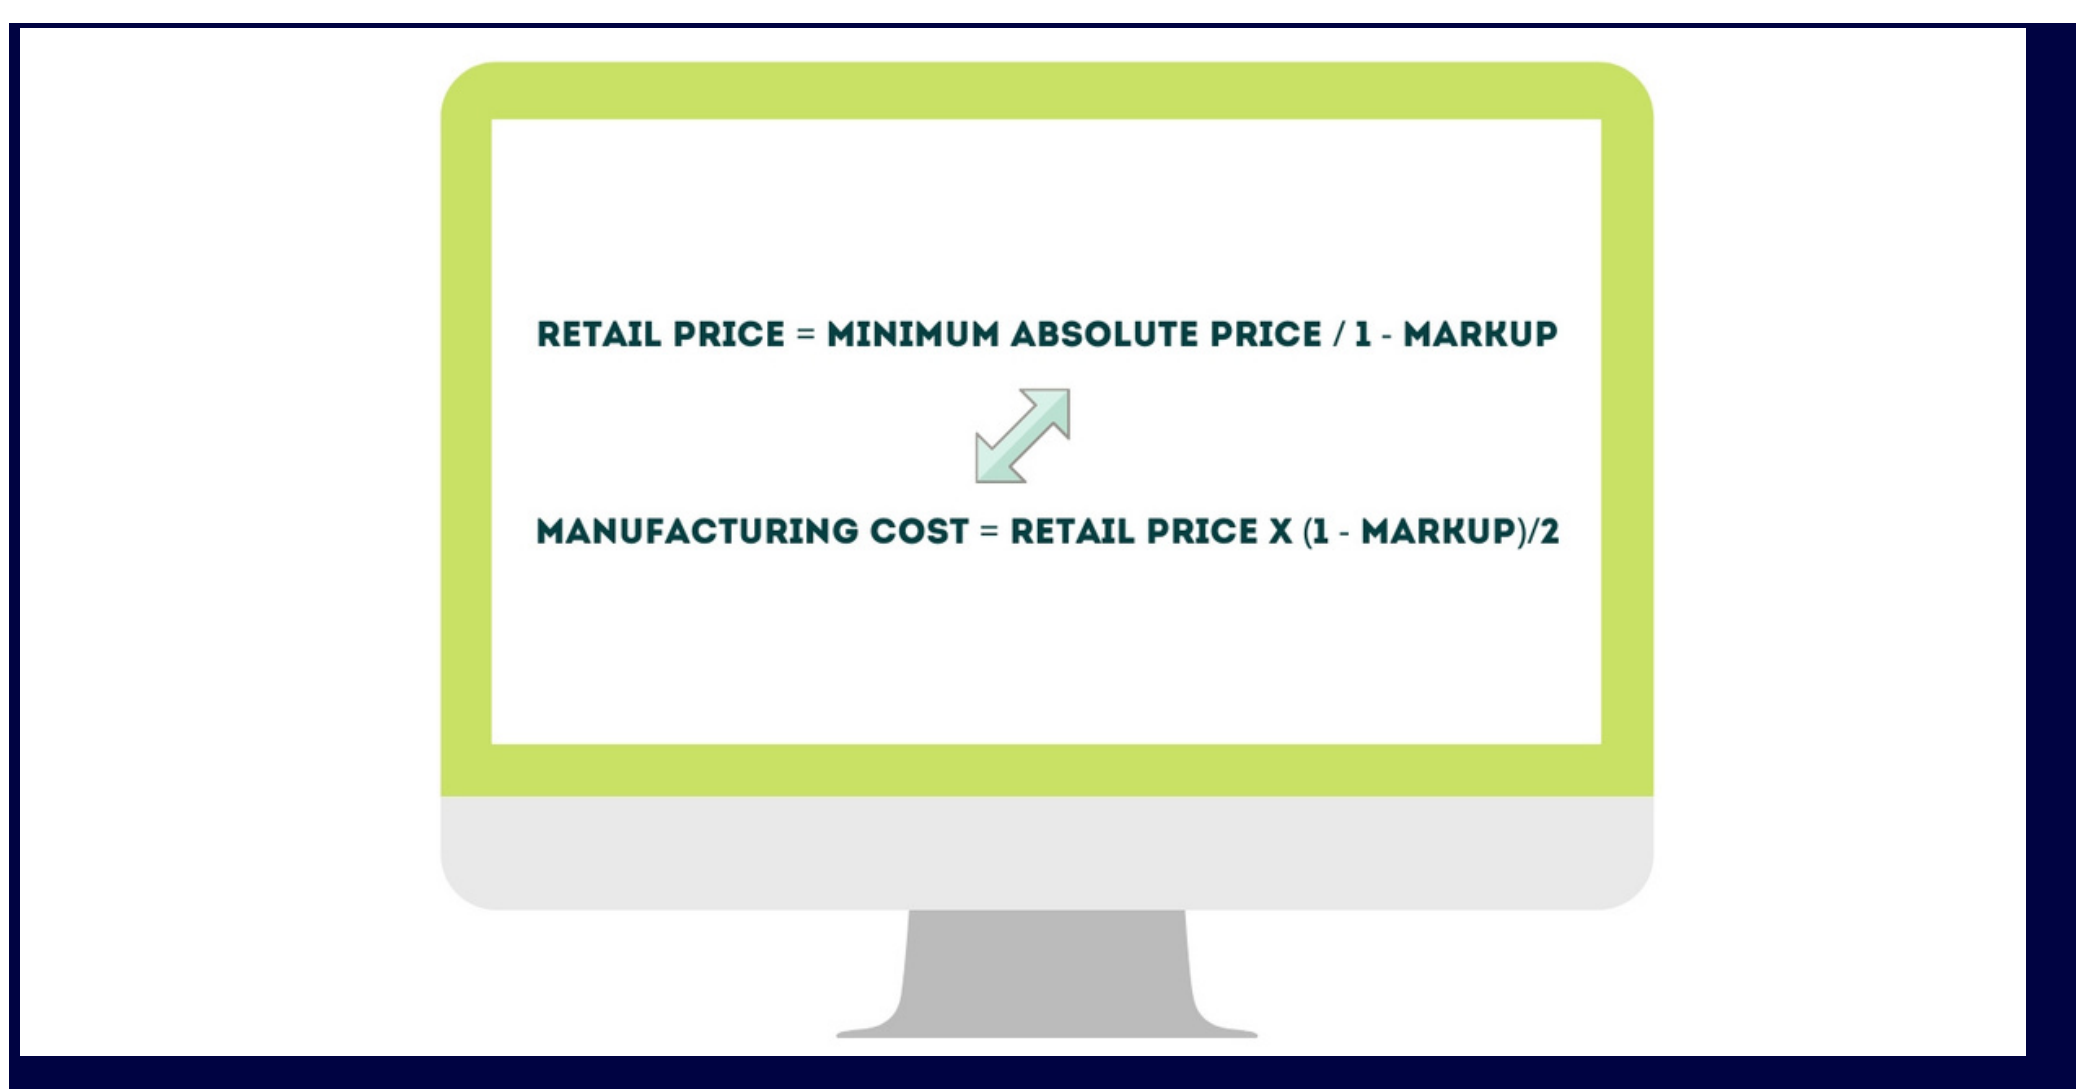 RETAIL PRICE = MINIMUM ABSOLUTE PRICE / 1 - MARKUP
MANUFACTURING COST = RETAIL PRICE X (1 - MARKUP)/2